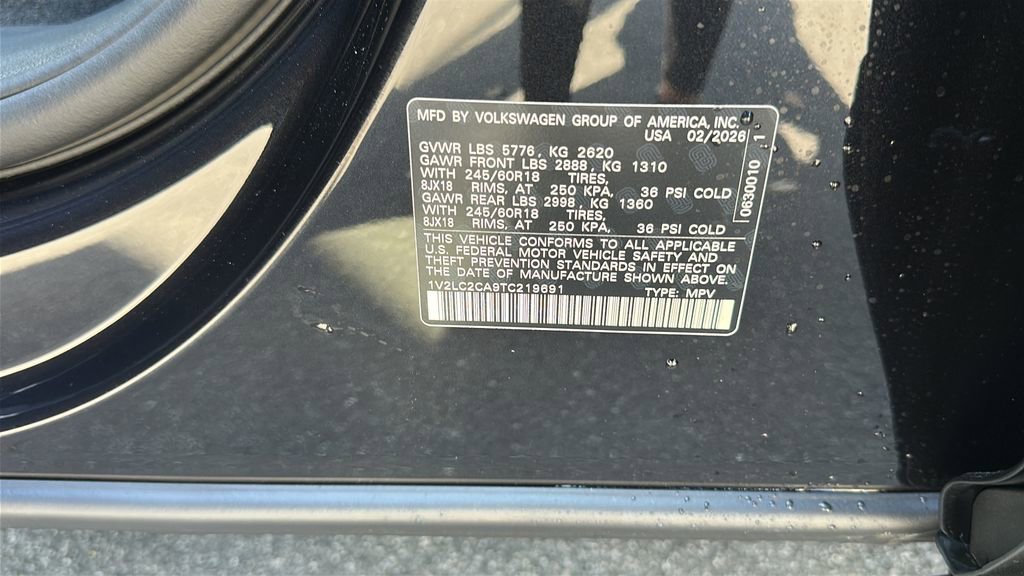 MFD BY VOLKSWAGEN GROUP OF AMERICA, INC.
USA 02/2026
GVWR LBS 5776, KG 2620
GAWR FRONT LBS 2888, KG 1310
WITH 245/60R18 TIRES,
8JX18 RIMS, AT 250 KPA, 36 PSI COLD
GAWR REAR LBS 2998, KG 1360
WITH 245/60R18 TIRES,
8JX18 RIMS, AT 250 KPA, 36 PSI COLD
THIS VEHICLE CONFORMS TO ALL APPLICABLE
U.S. FEDERAL MOTOR VEHICLE SAFETY AND
THEFT PREVENTION STANDARDS IN EFFECT ON
THE DATE OF MANUFACTURE SHOWN ABOVE.
1V2LC2CA9TC219691 TYPE: MPV
0630010 1